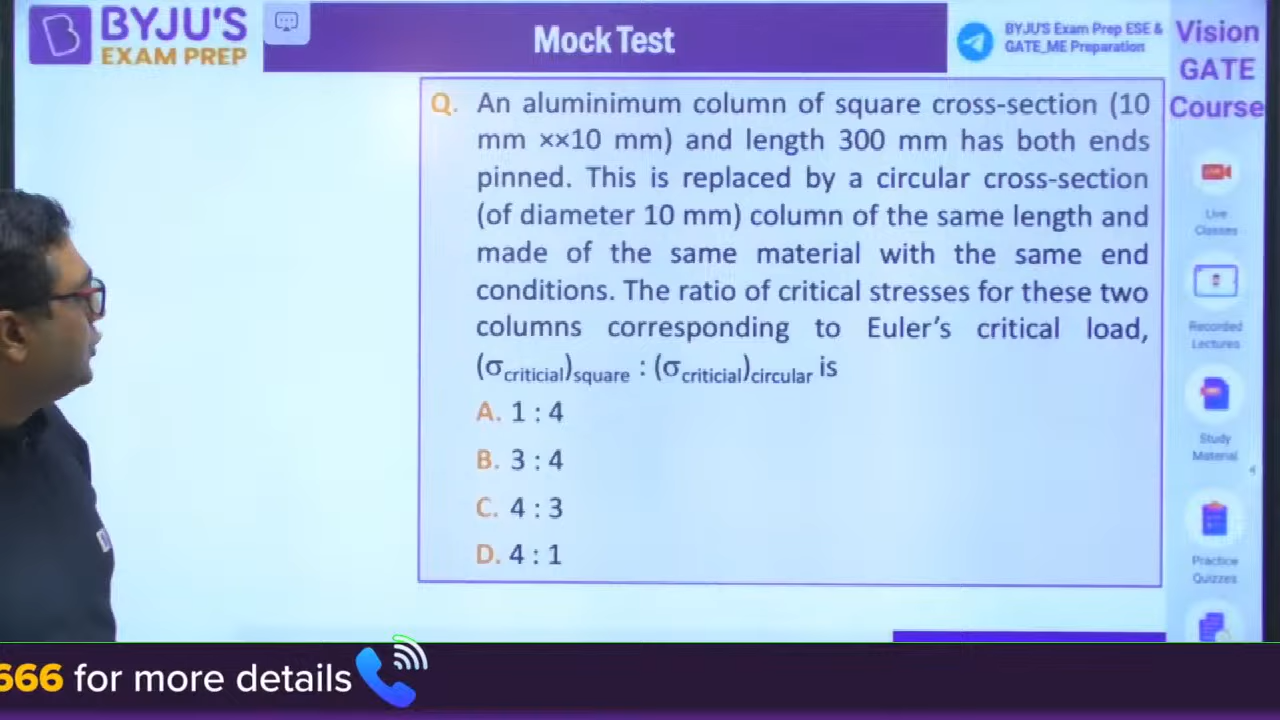 BYJU'S
EXAM PREP
Mock Test
BYJU'S Exam Prep ESE &
GATE_ME Preparation
Vision
GATE
Course
Q. An aluminimum column of square cross-section (10
mm ××10 mm) and length 300 mm has both ends
pinned. This is replaced by a circular cross-section
(of diameter 10 mm) column of the same length and
made of the same material with the same end
conditions. The ratio of critical stresses for these two
columns corresponding to Euler's critical load,
(σcriticial)square : (σcriticial)circular is
A. 1 : 4
B. 3 : 4
C. 4 : 3
D. 4 : 1
Live
Classes
Recorded
Lectures
Study
Material
Practice
Quizzes
666 for more details